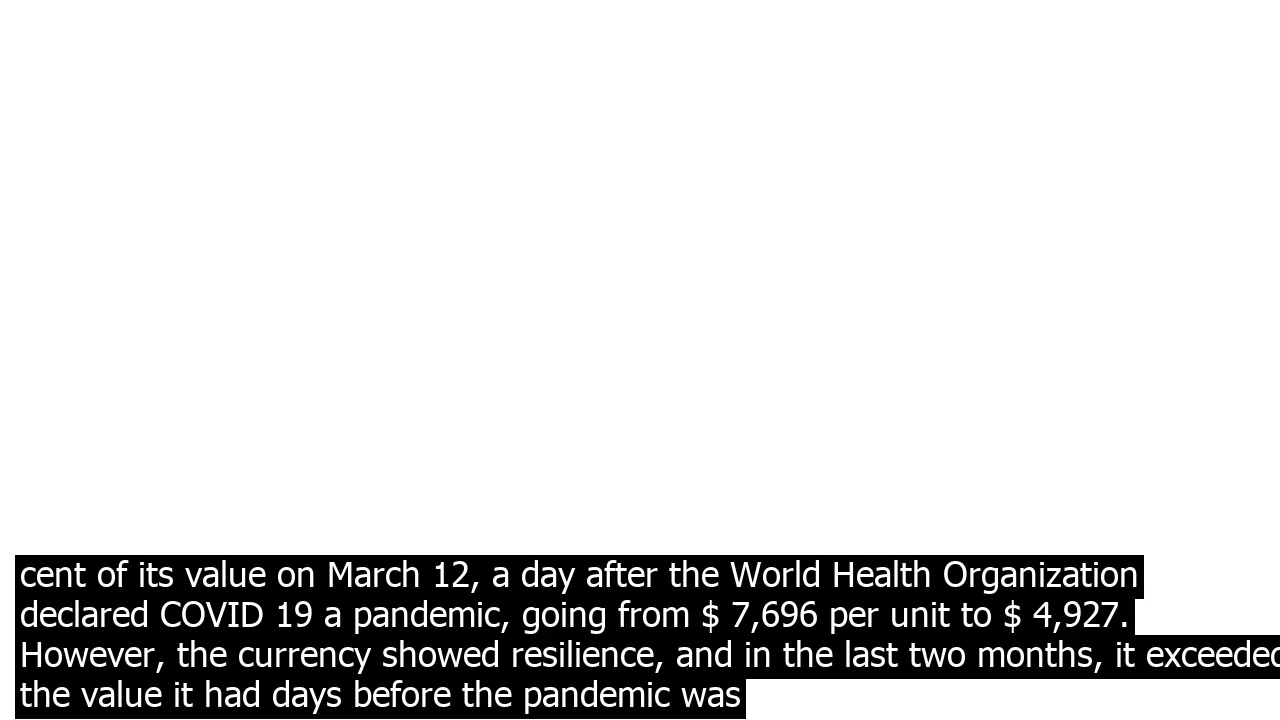 cent of its value on March 12, a day after the World Health Organization
declared COVID 19 a pandemic, going from $ 7,696 per unit to $ 4,927.
However, the currency showed resilience, and in the last two months, it exceeded
the value it had days before the pandemic was